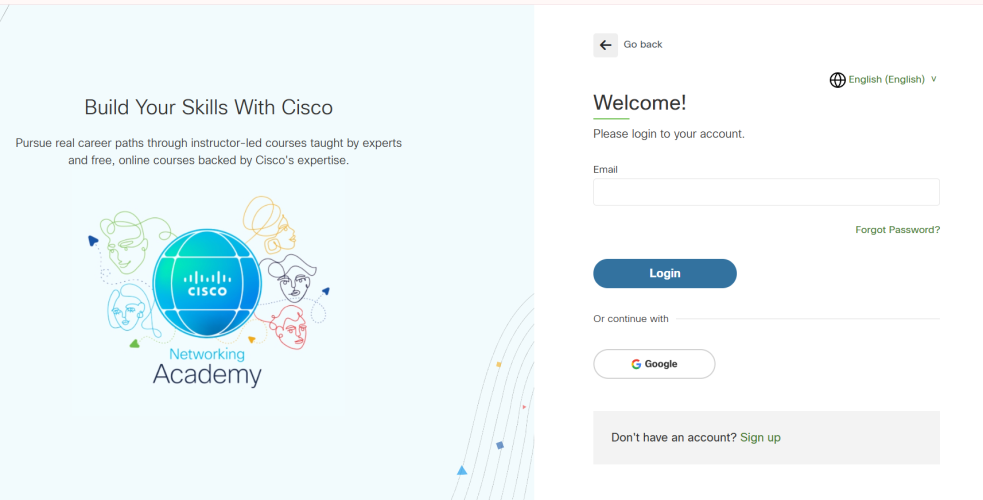 Build Your Skills With Cisco
Pursue real career paths through instructor-led courses taught by experts
and free, online courses backed by Cisco's expertise.
CISCO
Networking
Academy
Go back
English (English)
Welcome!
Please login to your account.
Email
Forgot Password?
Login
Or continue with
Google
Don't have an account? Sign up